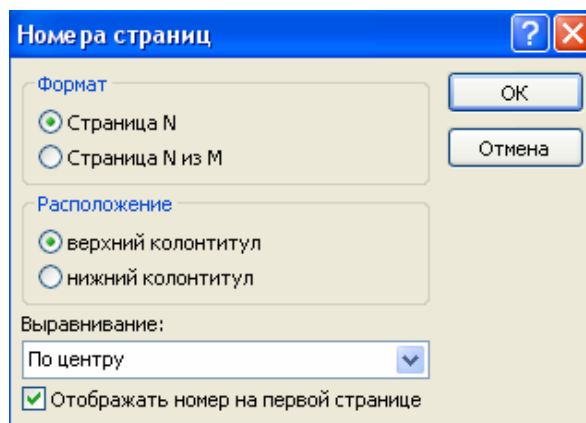 Номера страниц
Формат
Страница N
Страница N из M
ОК
Отмена
Расположение
верхний колонтитул
нижний колонтитул
Выравнивание:
По центру
Отображать номер на первой странице